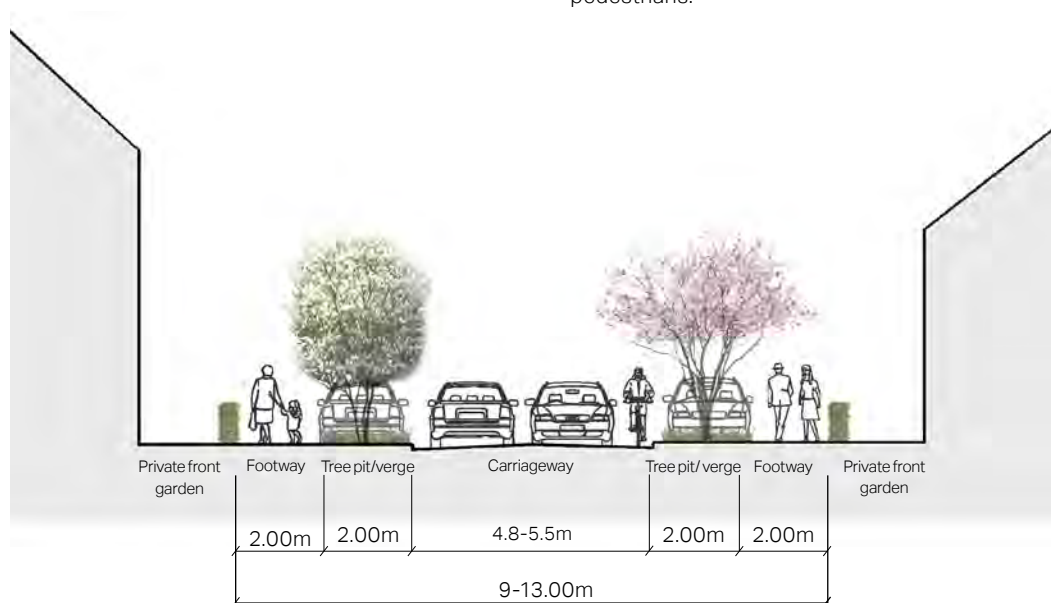 pedestrians.
Private front
garden
Footway
Tree pit/verge
Carriageway
Tree pit/ verge
Footway
Private front
garden
2.00m
2.00m
4.8-5.5m
2.00m
2.00m
9-13.00m